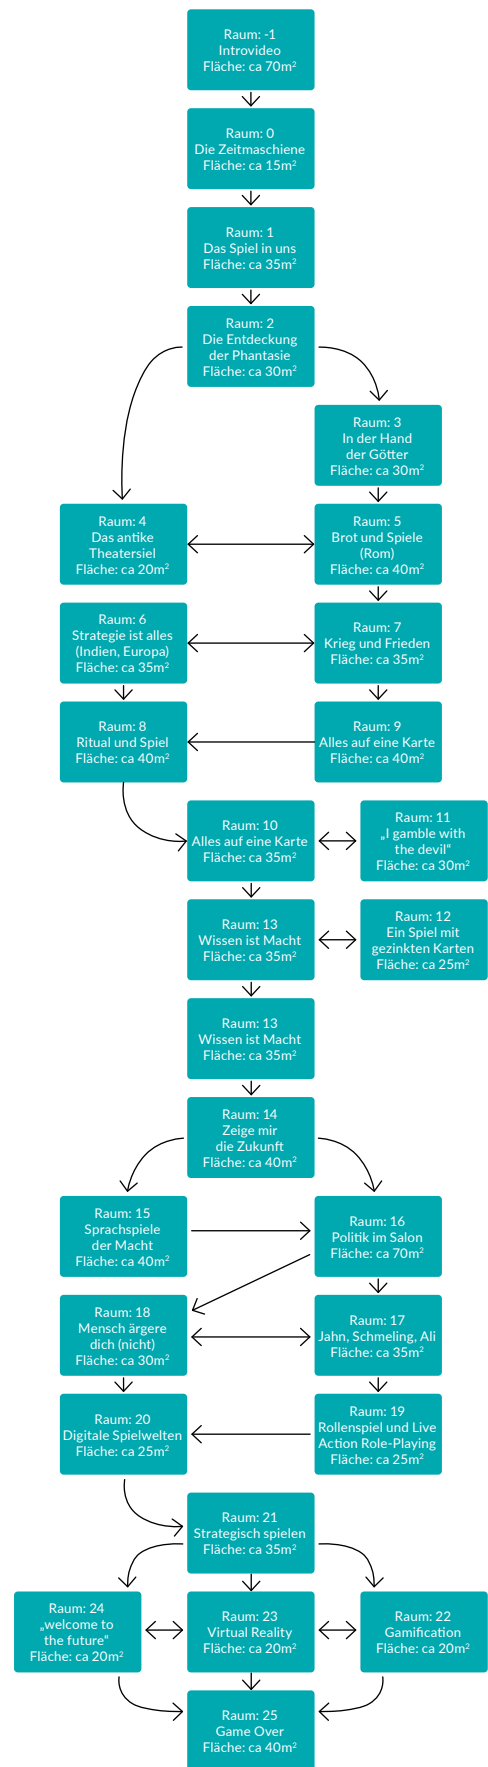 Raum: -1
Introvideo
Fläche: ca 70m²
Raum: 0
Die Zeitmaschiene
Fläche: ca 15m²
Raum: 1
Das Spiel in uns
Fläche: ca 35m²
Raum: 2
Die Entdeckung
der Phantasie
Fläche: ca 30m²
Raum: 3
In der Hand
der Götter
Fläche: ca 30m²
Raum: 4
Das antike
Theatersiel
Fläche: ca 20m²
Raum: 5
Brot und Spiele
(Rom)
Fläche: ca 40m²
Raum: 6
Strategie ist alles
(Indien, Europa)
Fläche: ca 35m²
Raum: 7
Krieg und Frieden
Fläche: ca 35m²
Raum: 8
Ritual und Spiel
Fläche: ca 40m²
Raum: 9
Alles auf eine Karte
Fläche: ca 40m²
Raum: 10
Alles auf eine Karte
Fläche: ca 35m²
Raum: 11
„I gamble with
the devil“
Fläche: ca 30m²
Raum: 13
Wissen ist Macht
Fläche: ca 35m²
Raum: 12
Ein Spiel mit
gezinkten Karten
Fläche: ca 25m²
Raum: 13
Wissen ist Macht
Fläche: ca 35m²
Raum: 14
Zeige mir
die Zukunft
Fläche: ca 40m²
Raum: 15
Sprachspiele
der Macht
Fläche: ca 40m²
Raum: 16
Politik im Salon
Fläche: ca 70m²
Raum: 18
Mensch ärgere
dich (nicht)
Fläche: ca 30m²
Raum: 17
Jahn, Schmeling, Ali
Fläche: ca 35m²
Raum: 20
Digitale Spielwelten
Fläche: ca 25m²
Raum: 19
Rollenspiel und Live
Action Role-Playing
Fläche: ca 25m²
Raum: 21
Strategisch spielen
Fläche: ca 35m²
Raum: 24
„welcome to
the future“
Fläche: ca 20m²
Raum: 23
Virtual Reality
Fläche: ca 20m²
Raum: 22
Gamification
Fläche: ca 20m²
Raum: 25
Game Over
Fläche: ca 40m²